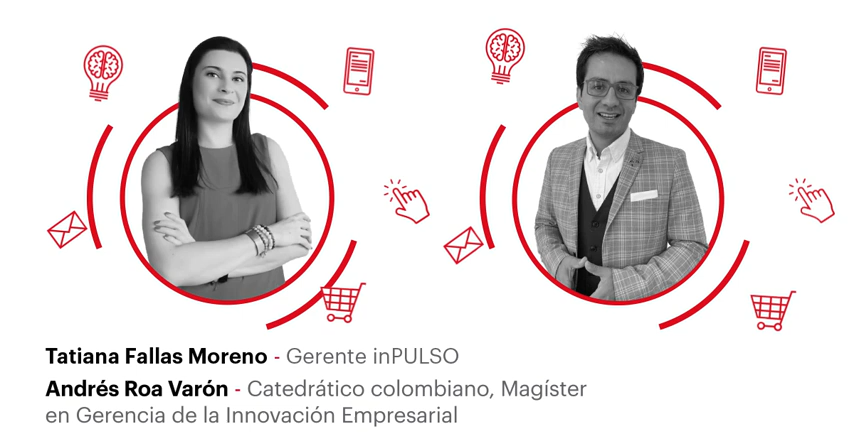 Tatiana Fallas Moreno - Gerente inPULSO
Andrés Roa Varón - Catedrático colombiano, Magíster
en Gerencia de la Innovación Empresarial